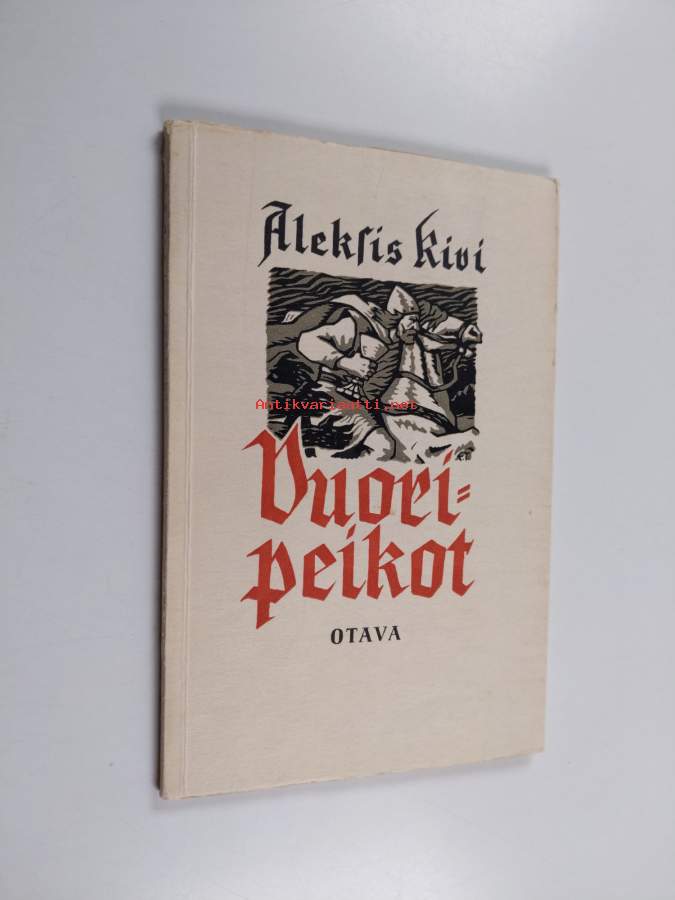 Aleksis Kivi
Antikvariaatti.net
Vuori=
peikot
OTAVA